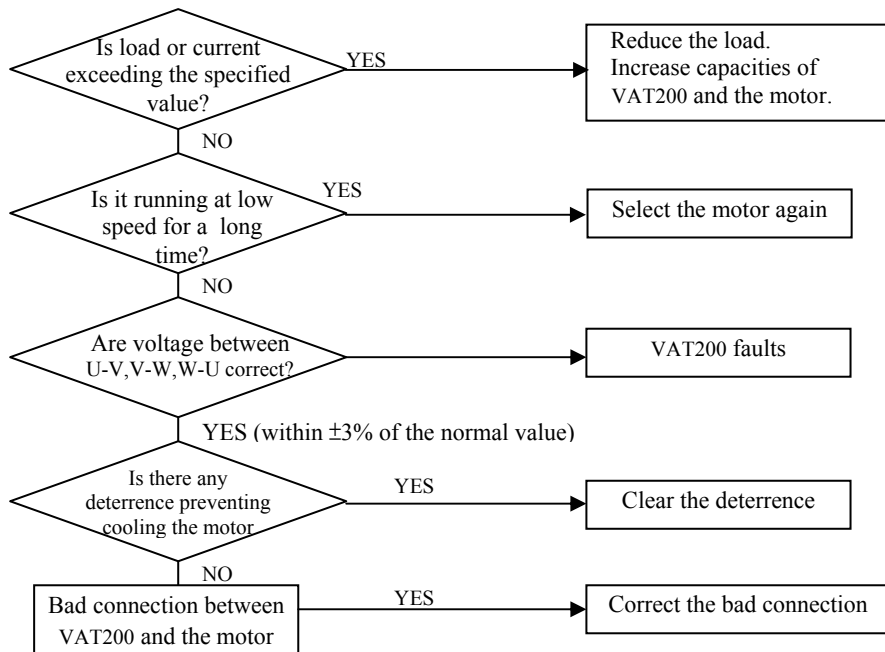 Is load or current
exceeding the specified
value?
YES
Reduce the load.
Increase capacities of
VAT200 and the motor.
NO
Is it running at low
speed for a long
time?
YES
Select the motor again
NO
Are voltage between
U-V,V-W,W-U correct?
VAT200 faults
YES (within ±3% of the normal value)
Is there any
deterrence preventing
cooling the motor
YES
Clear the deterrence
NO
Bad connection between
VAT200 and the motor
YES
Correct the bad connection